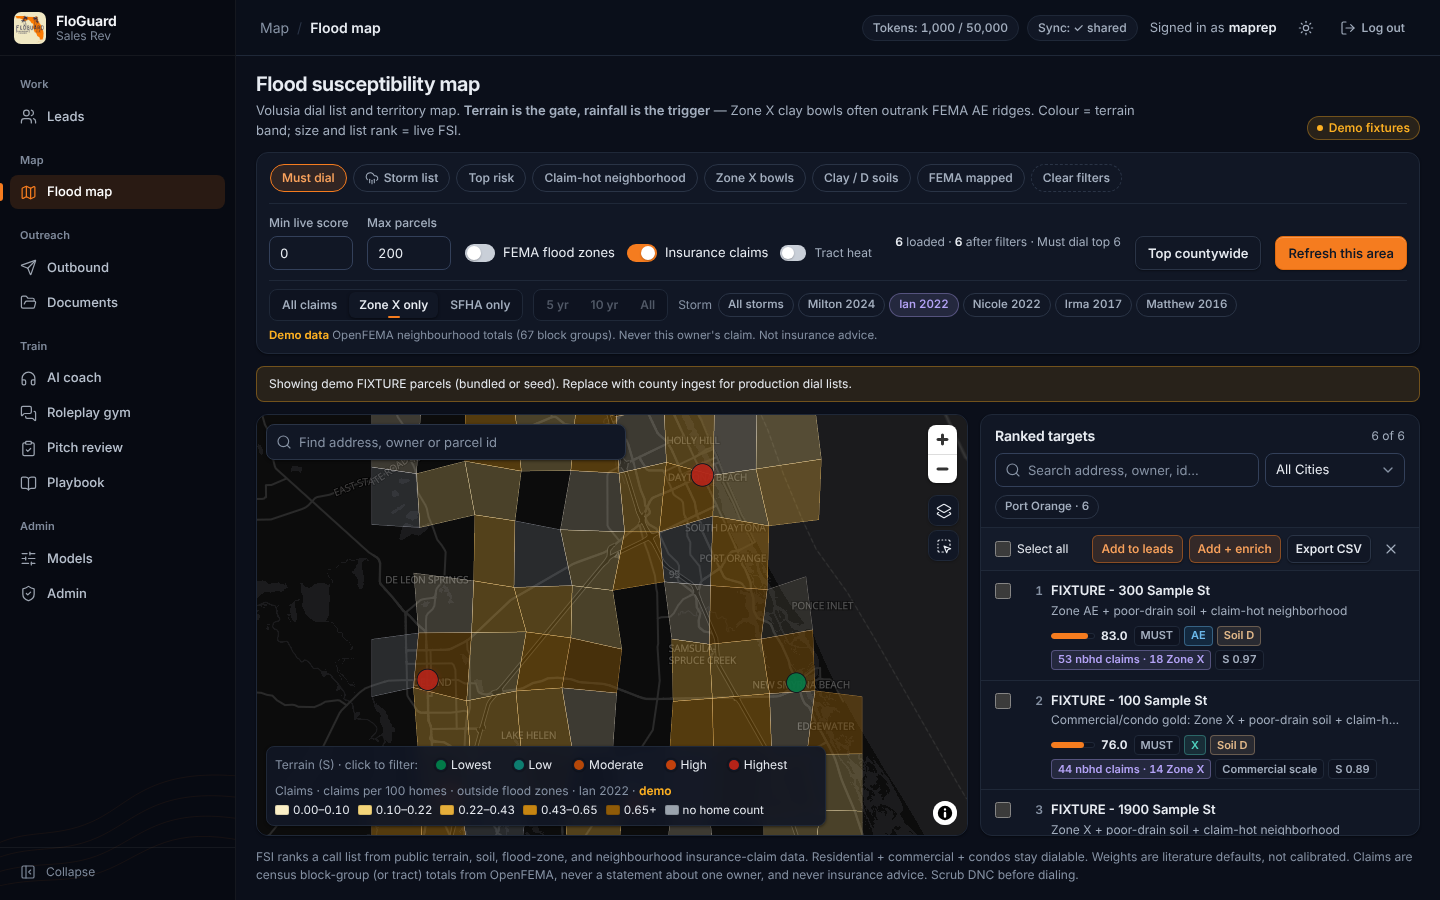 FloGuard
Sales Rev
Work
Leads
Map
Flood map
Outreach
Outbound
Documents
Train
AI coach
Roleplay gym
Pitch review
Playbook
Admin
Models
Admin
Collapse
Map / Flood map
Tokens: 1,000 / 50,000
Sync: ✓ shared
Signed in as maprep
Log out
Flood susceptibility map
Volusia dial list and territory map. Terrain is the gate, rainfall is the trigger — Zone X clay bowls often outrank FEMA AE ridges. Colour = terrain
band; size and list rank = live FSI.
Demo fixtures
Must dial
Storm list
Top risk
Claim-hot neighborhood
Zone X bowls
Clay / D soils
FEMA mapped
Clear filters
Min live score
Max parcels
0
200
FEMA flood zones
Insurance claims
Tract heat
6 loaded · 6 after filters · Must dial top 6
Top countywide
Refresh this area
All claims
Zone X only
SFHA only
5 yr
10 yr
All
Storm
All storms
Milton 2024
Ian 2022
Nicole 2022
Irma 2017
Matthew 2016
Demo data OpenFEMA neighbourhood totals (67 block groups). Never this owner's claim. Not insurance advice.
Showing demo FIXTURE parcels (bundled or seed). Replace with county ingest for production dial lists.
Find address, owner or parcel id
HOLLY HILL
EAST STATE ROAD
DAY BEACH
SOUTH DAYTONA
PORT ORANGE
95
DE LEON SPRINGS
PONCE INLET
SAMSULA
SPRUCE CREEK
NEW SM NA BEACH
ND
EDGEWATER
LAKE HELEN
Terrain (S) · click to filter:
Lowest
Low
Moderate
High
Highest
Claims · claims per 100 homes · outside flood zones · Ian 2022 · demo
0.00–0.10
0.10–0.22
0.22–0.43
0.43–0.65
0.65+
no home count
Ranked targets
6 of 6
Search address, owner, id...
All Cities
Port Orange · 6
Select all
Add to leads
Add + enrich
Export CSV
1 FIXTURE - 300 Sample St
Zone AE + poor-drain soil + claim-hot neighborhood
83.0 MUST AE Soil D
53 nbhd claims · 18 Zone X S 0.97
2 FIXTURE - 100 Sample St
Commercial/condo gold: Zone X + poor-drain soil + claim-h...
76.0 MUST X Soil D
44 nbhd claims · 14 Zone X Commercial scale S 0.89
3 FIXTURE - 1900 Sample St
Zone X + poor-drain soil + claim-hot neighborhood
FSI ranks a call list from public terrain, soil, flood-zone, and neighbourhood insurance-claim data. Residential + commercial + condos stay dialable. Weights are literature defaults, not calibrated. Claims are
census block-group (or tract) totals from OpenFEMA, never a statement about one owner, and never insurance advice. Scrub DNC before dialing.